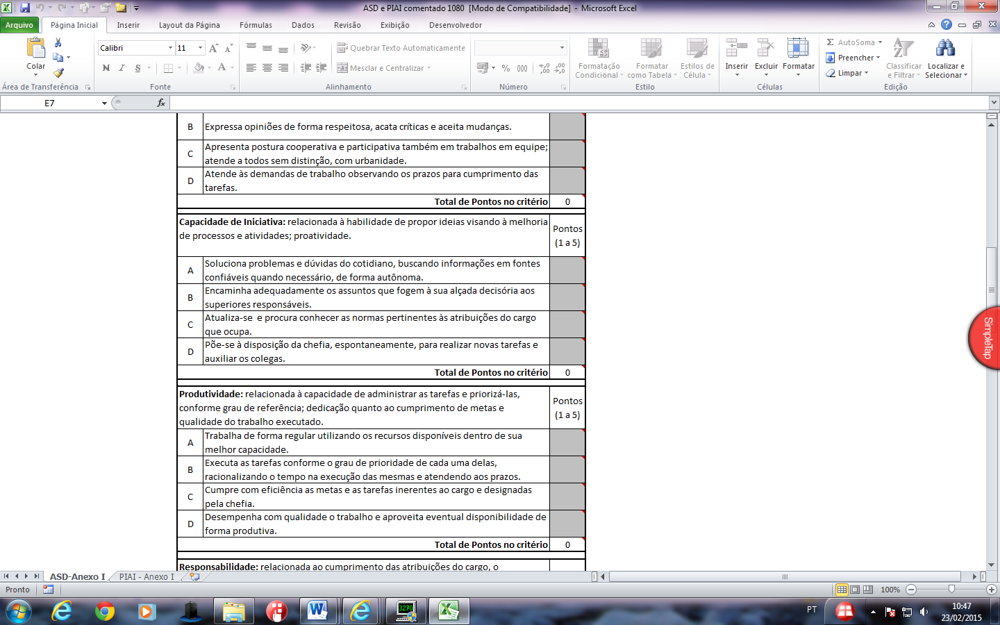 ASD e PIAI comentado 1080  [Modo de Compatibilidade]  -  Microsoft Excel
Arquivo
Página Inicial
Inserir
Layout da Página
Fórmulas
Dados
Revisão
Exibição
Desenvolvedor
Colar
Área de Transferência
Calibri
11
N I S
A
Fonte
Quebrar Texto Automaticamente
Mesclar e Centralizar
Alinhamento
% 000
Número
Formatação Condicional
Formatar como Tabela
Estilos de Célula
Estilo
Inserir
Excluir
Formatar
Células
Σ AutoSoma
Preencher
Limpar
Classificar e Filtrar
Localizar e Selecionar
Edição
E7
fx
B Expressa opiniões de forma respeitosa, acata críticas e aceita mudanças.
C Apresenta postura cooperativa e participativa também em trabalhos em equipe;
atende a todos sem distinção, com urbanidade.
D Atende às demandas de trabalho observando os prazos para cumprimento das
tarefas.
Total de Pontos no critério 0
Capacidade de Iniciativa: relacionada à habilidade de propor ideias visando à melhoria
de processos e atividades; proatividade.
Pontos
(1 a 5)
A Soluciona problemas e dúvidas do cotidiano, buscando informações em fontes
confiáveis quando necessário, de forma autônoma.
B Encaminha adequadamente os assuntos que fogem à sua alçada decisória aos
superiores responsáveis.
C Atualiza-se  e procura conhecer as normas pertinentes às atribuições do cargo
que ocupa.
D Põe-se à disposição da chefia, espontaneamente, para realizar novas tarefas e
auxiliar os colegas.
Total de Pontos no critério 0
Produtividade: relacionada à capacidade de administrar as tarefas e priorizá-las,
conforme grau de referência; dedicação quanto ao cumprimento de metas e
qualidade do trabalho executado.
Pontos
(1 a 5)
A Trabalha de forma regular utilizando os recursos disponíveis dentro de sua
melhor capacidade.
B Executa as tarefas conforme o grau de prioridade de cada uma delas,
racionalizando o tempo na execução das mesmas e atendendo aos prazos.
C Cumpre com eficiência as metas e as tarefas inerentes ao cargo e designadas
pela chefia.
D Desempenha com qualidade o trabalho e aproveita eventual disponibilidade de
forma produtiva.
Total de Pontos no critério 0
Responsabilidade: relacionada ao cumprimento das atribuições do cargo, o
SimpleTap
ASD-Anexo I
PIAI - Anexo I
Pronto
100%
3270
PT
10:47
23/02/2015